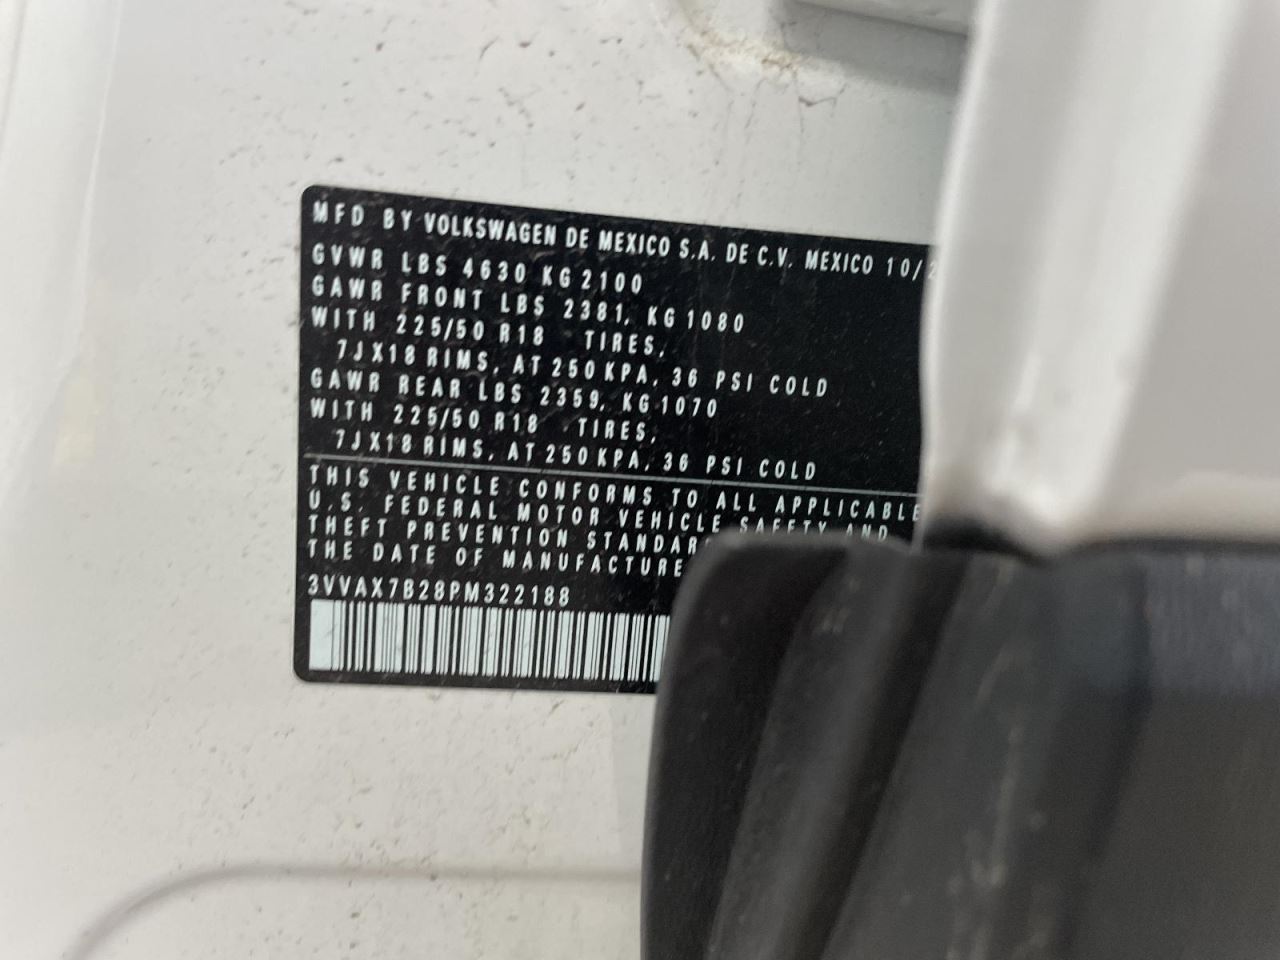 MFD BY VOLKSWAGEN DE MEXICO S.A. DE C.V. MEXICO 10/
GVWR LBS 4630 KG 2100
GAWR FRONT LBS 2381, KG 1080
WITH 225/50 R18 TIRES,
7JX18 RIMS, AT 250 KPA, 36 PSI COLD
GAWR REAR LBS 2359, KG 1070
WITH 225/50 R18 TIRES,
7JX18 RIMS, AT 250 KPA, 36 PSI COLD
THIS VEHICLE CONFORMS TO ALL APPLICABLE
U.S. FEDERAL MOTOR VEHICLE SAFETY AND
THEFT PREVENTION STANDAR
THE DATE OF MANUFACTURE
3VVAX7B28PM322188